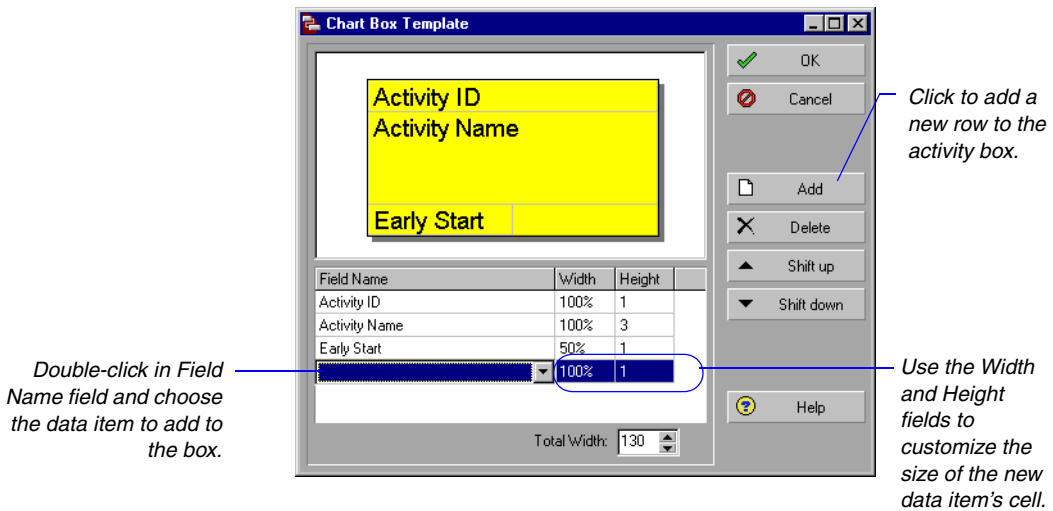 Chart Box Template
Activity ID
Activity Name
Early Start
OK
Cancel
Add
Delete
Shift up
Shift down
Help
Field Name Width Height
Activity ID 100% 1
Activity Name 100% 3
Early Start 50% 1
100% 1
Total Width: 130
Click to add a
new row to the
activity box.
Double-click in Field
Name field and choose
the data item to add to
the box.
Use the Width
and Height
fields to
customize the
size of the new
data item's cell.